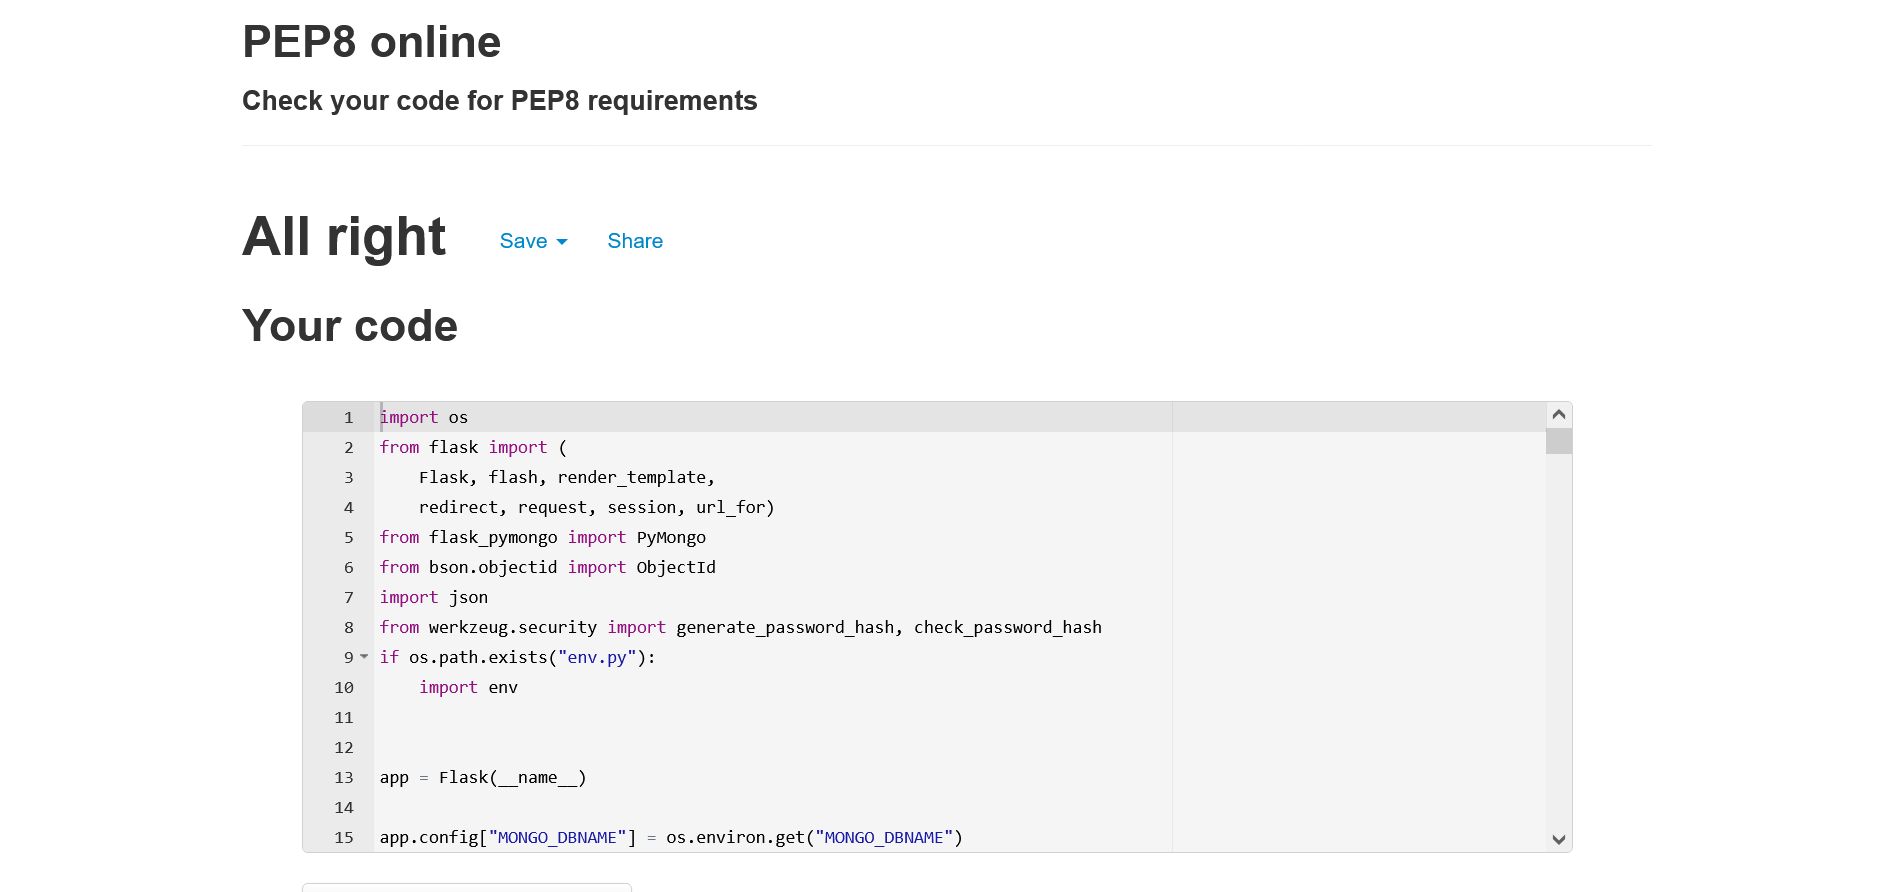 PEP8 online
Check your code for PEP8 requirements
All right Save Share
Your code
1 import os
2 from flask import (
3 Flask, flash, render_template,
4 redirect, request, session, url_for)
5 from flask_pymongo import PyMongo
6 from bson.objectid import ObjectId
7 import json
8 from werkzeug.security import generate_password_hash, check_password_hash
9 if os.path.exists("env.py"):
10 import env
11
12
13 app = Flask(__name__)
14
15 app.config["MONGO_DBNAME"] = os.environ.get("MONGO_DBNAME")